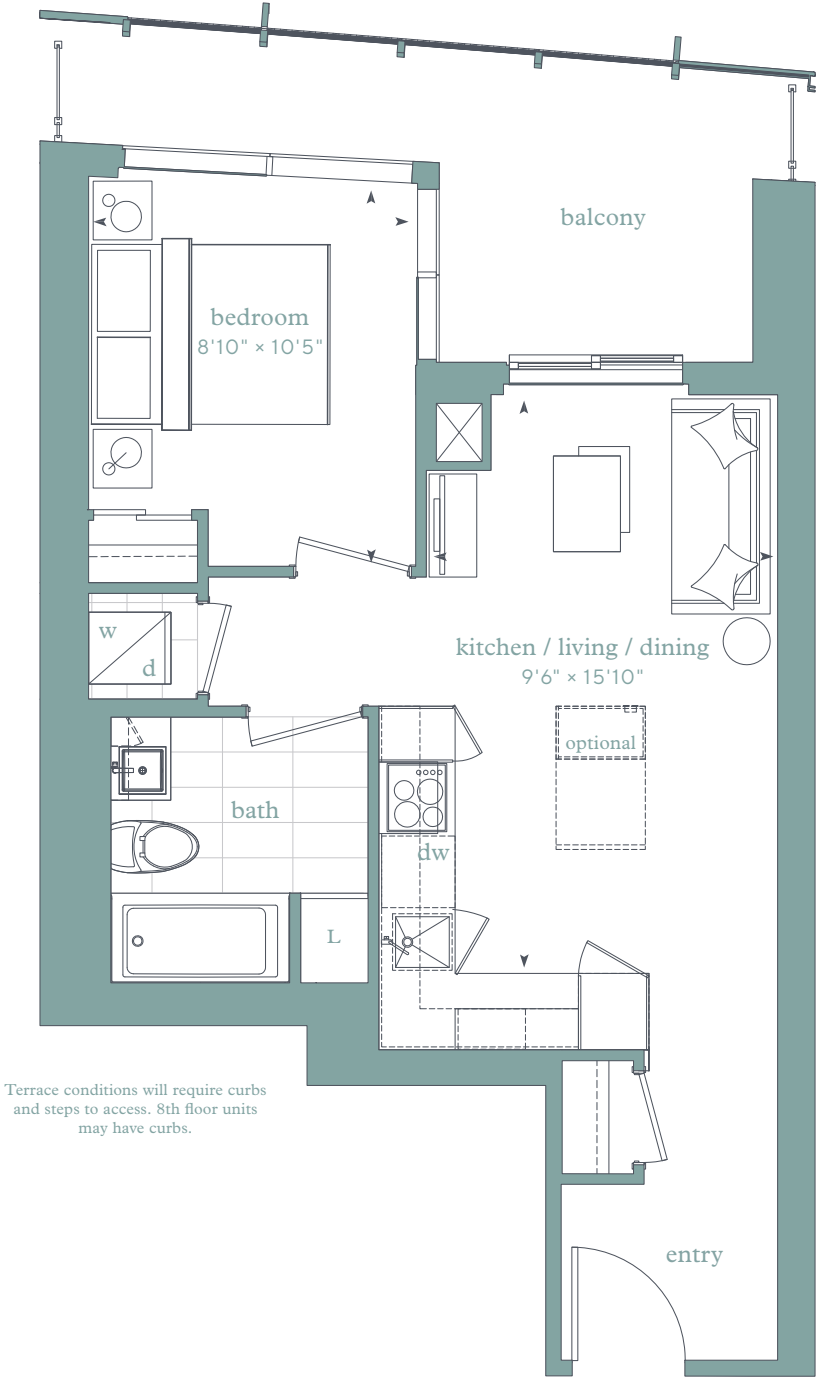 balcony
bedroom
8'10" × 10'5"
w
d
kitchen / living / dining
9'6" × 15'10"
optional
bath
dw
L
Terrace conditions will require curbs
and steps to access. 8th floor units
may have curbs.
entry